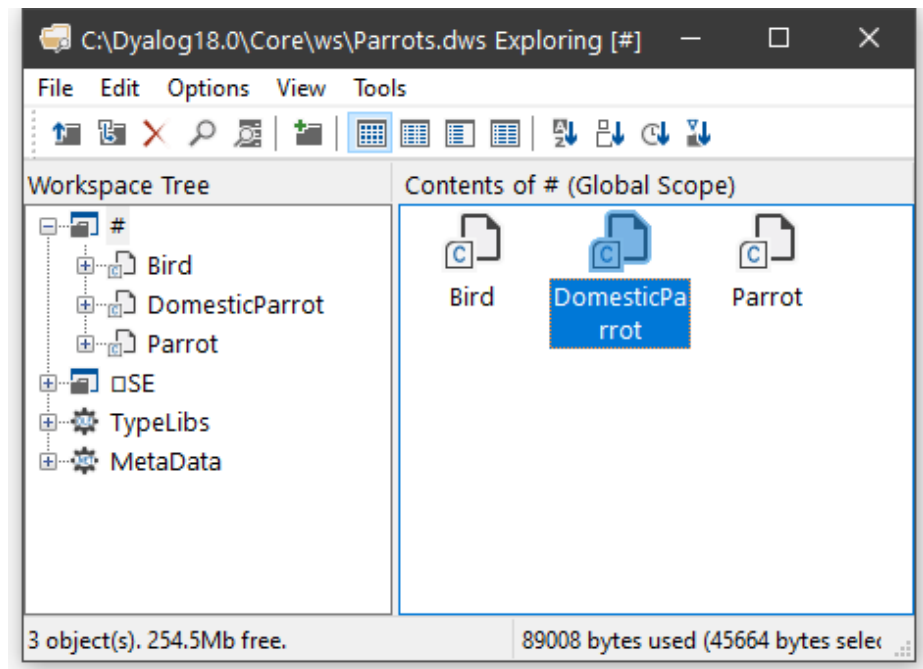 C:\Dyalog18.0\Core\ws\Parrots.dws Exploring [#]
File Edit Options View Tools
Workspace Tree
Contents of # (Global Scope)
#
Bird
DomesticParrot
Parrot
⎕SE
TypeLibs
MetaData
Bird
DomesticPa
rrot
Parrot
3 object(s). 254.5Mb free.
89008 bytes used (45664 bytes selec